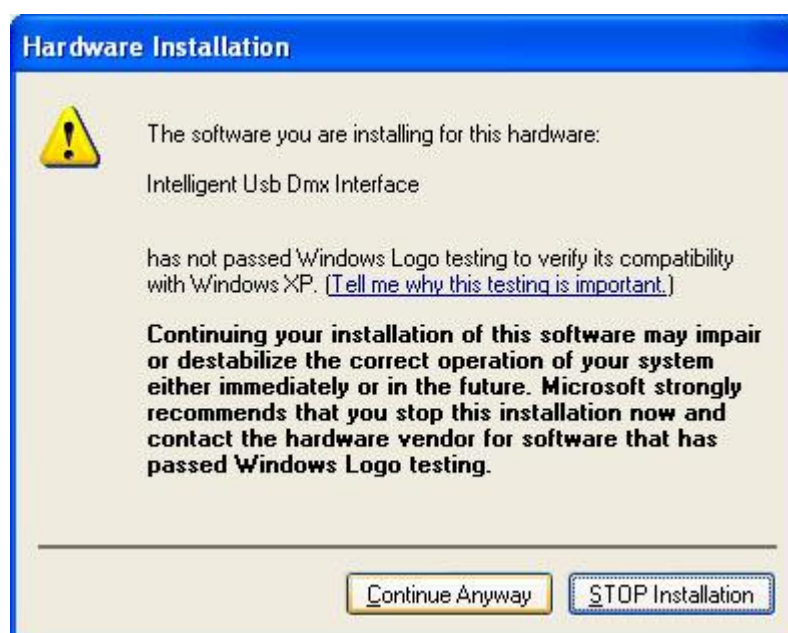 Hardware Installation
The software you are installing for this hardware:
Intelligent Usb Dmx Interface
has not passed Windows Logo testing to verify its compatibility
with Windows XP. (Tell me why this testing is important.)
Continuing your installation of this software may impair
or destabilize the correct operation of your system
either immediately or in the future. Microsoft strongly
recommends that you stop this installation now and
contact the hardware vendor for software that has
passed Windows Logo testing.
Continue Anyway
STOP Installation